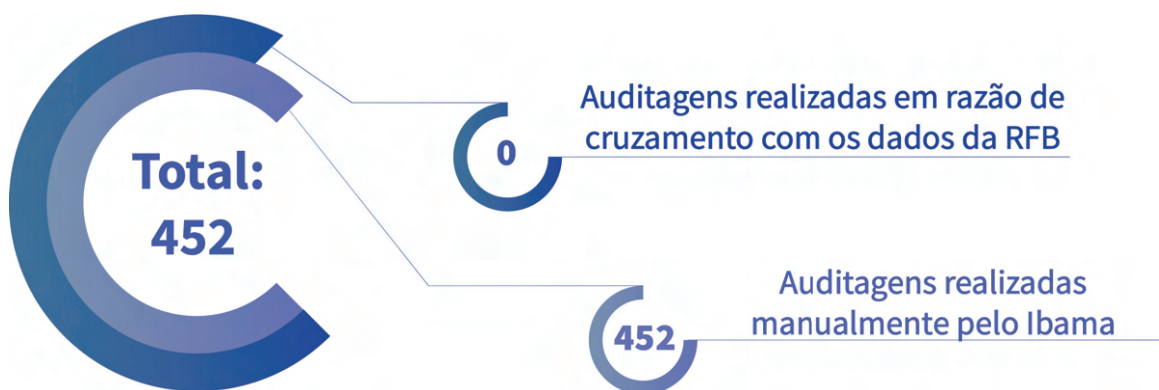 Total:
452
0
Auditagens realizadas em razão de
cruzamento com os dados da RFB
452
Auditagens realizadas
manualmente pelo Ibama